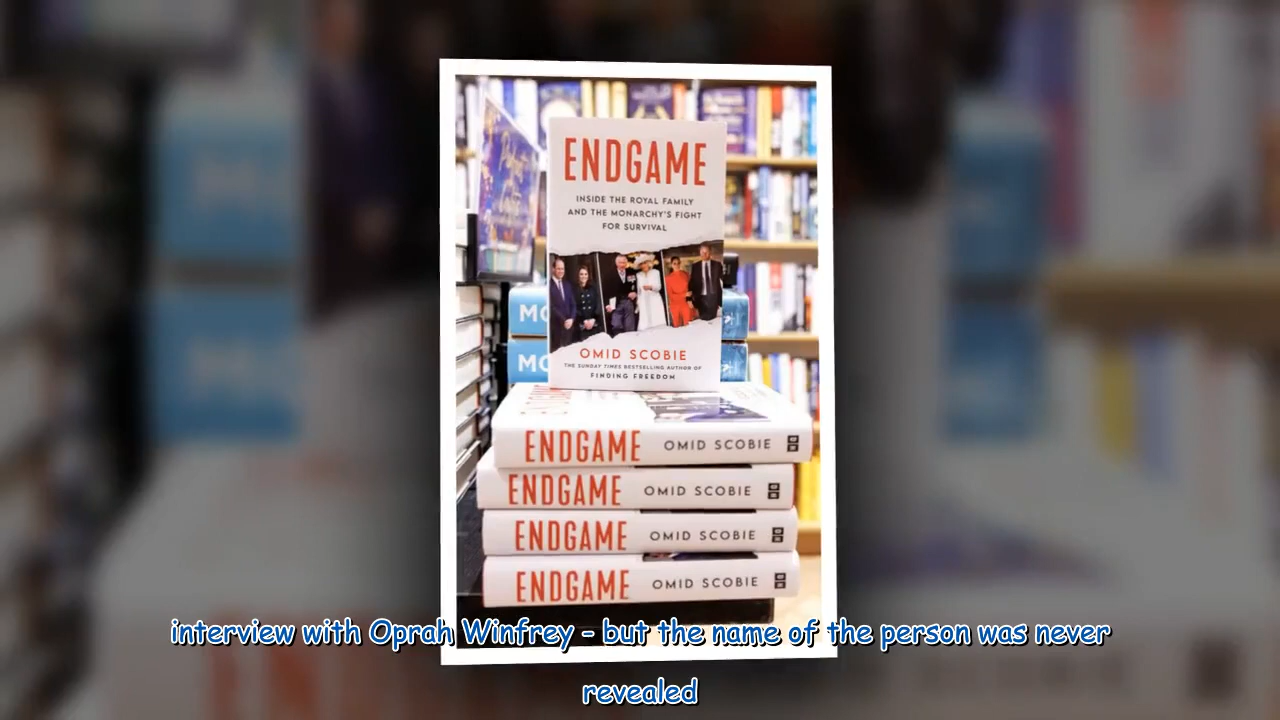 ENDGAME
INSIDE THE ROYAL FAMILY
AND THE MONARCHY'S FIGHT
FOR SURVIVAL
MO
MO
OMID SCOBIE
THE SUNDAY TIMES BESTSELLING AUTHOR OF
FINDING FREEDOM
ENDGAME OMID SCOBIE
ENDGAME OMID SCOBIE
ENDGAME OMID SCOBIE
ENDGAME OMID SCOBIE
interview with Oprah Winfrey - but the name of the person was never
revealed